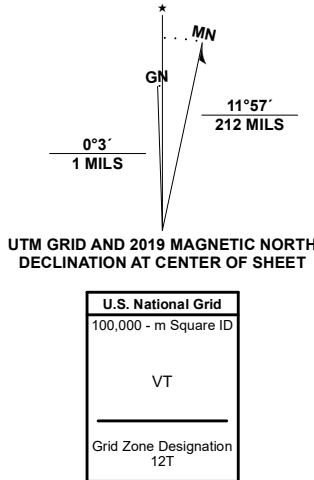 ★
MN
GN
11°57´
212 MILS
0°3´
1 MILS
UTM GRID AND 2019 MAGNETIC NORTH
DECLINATION AT CENTER OF SHEET
U.S. National Grid
100,000 - m Square ID
VT
Grid Zone Designation
12T